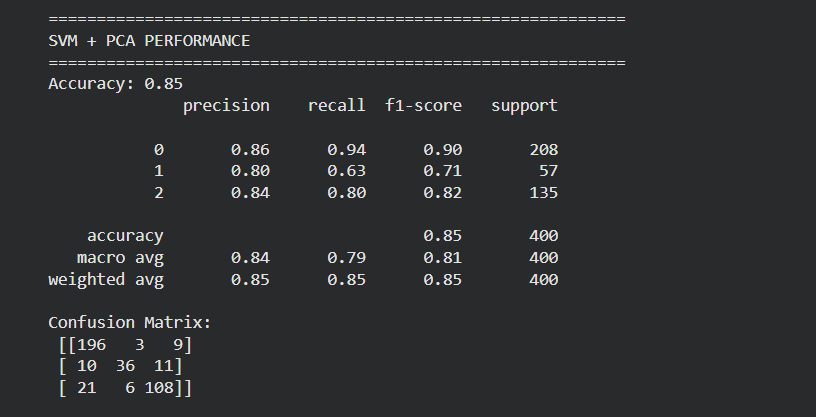 ============================================================
SVM + PCA PERFORMANCE
============================================================
Accuracy: 0.85
              precision    recall  f1-score   support

           0       0.86      0.94      0.90       208
           1       0.80      0.63      0.71        57
           2       0.84      0.80      0.82       135

    accuracy                           0.85       400
   macro avg       0.84      0.79      0.81       400
weighted avg       0.85      0.85      0.85       400

Confusion Matrix:
 [[196   3   9]
 [ 10  36  11]
 [ 21   6 108]]